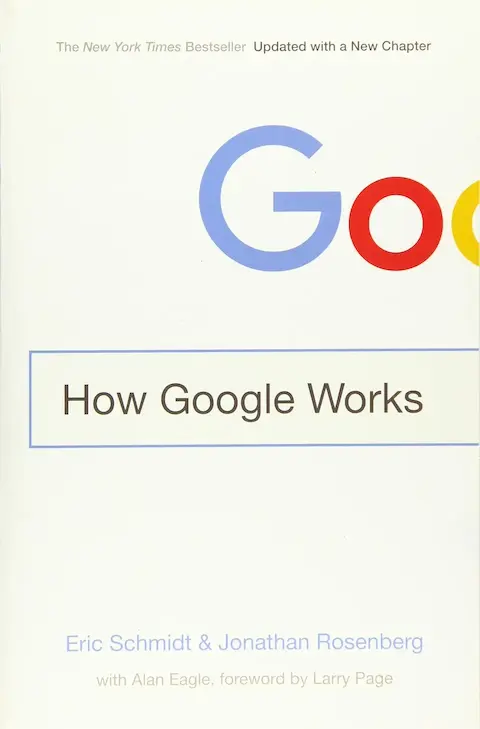 The New York Times Bestseller Updated with a New Chapter
Goo
How Google Works
Eric Schmidt & Jonathan Rosenberg
with Alan Eagle, foreword by Larry Page